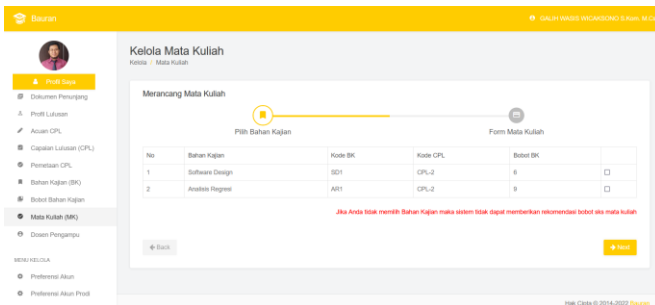 Bauran
GALIH WASIS WICAKSONO S.Kom, M.CS
Kelola Mata Kuliah
Kelola / Mata Kuliah
Profil Saya
Dokumen Penunjang
Profil Lulusan
Acuan CPL
Capaian Lulusan (CPL)
Pemetaan CPL
Bahan Kajian (BK)
Bobot Bahan Kajian
Mata Kuliah (MK)
Dosen Pengampu
MENU KELOLA
Preferensi Akun
Preferensi Akun Prodi
Merancang Mata Kuliah
Pilih Bahan Kajian
Form Mata Kuliah
No Bahan Kajian Kode BK Kode CPL Bobot BK
1 Software Design SD1 CPL-2 6
2 Analisis Regresi AR1 CPL-2 9
Jika Anda tidak memilih Bahan Kajian maka sistem tidak dapat memberikan rekomendasi bobot sks mata kuliah
Back
Next
Hak Cipta © 2014-2022 Bauran